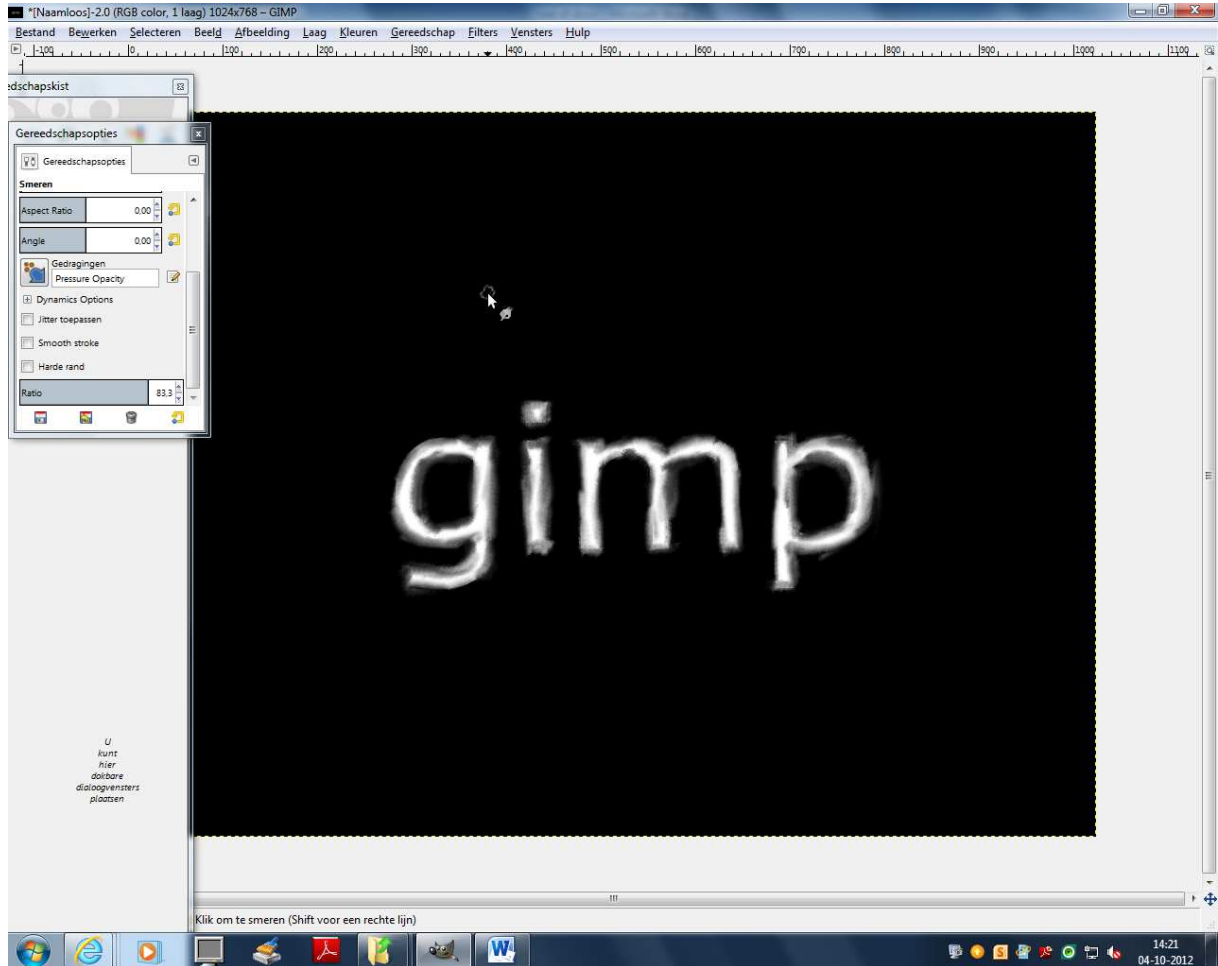 *[Naamloos]-2.0 (RGB color, 1 laag) 1024x768 – GIMP
Bestand Bewerken Selecteren Beeld Afbeelding Laag Kleuren Gereedschap Filters Vensters Hulp
-100 0 100 200 300 400 500 600 700 800 900 1000 1100
edschapskist
Gereedschapsopties
Gereedschapsopties
Smeren
Aspect Ratio 0,00
Angle 0,00
Gedragingen
Pressure Opacity
Dynamics Options
Jitter toepassen
Smooth stroke
Harde rand
Ratio 83,3
gimp
U
kunt
hier
dokbare
dialoogvensters
plaatsen
Klik om te smeren (Shift voor een rechte lijn)
14:21
04-10-2012